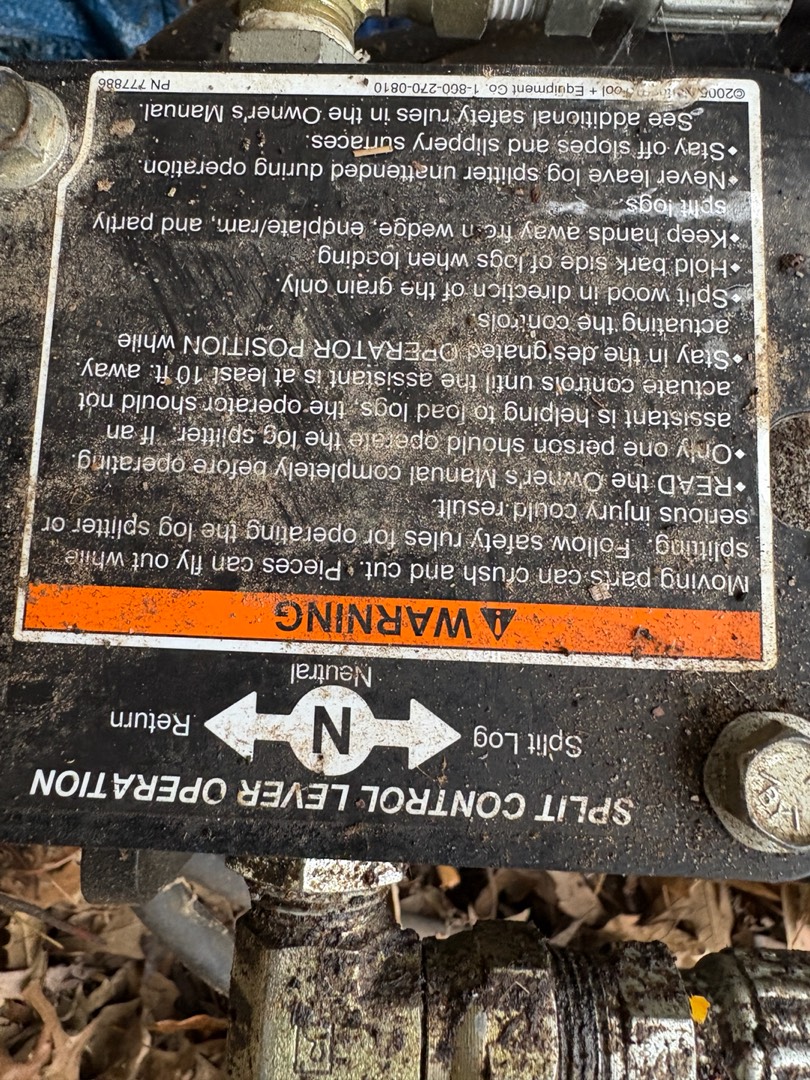 SPLIT CONTROL LEVER OPERATION
Split Log N Return
Neutral
WARNING
Moving parts can crush and cut. Pieces can fly out while
splitting. Follow safety rules for operating the log splitter or
serious injury could result.
•READ the Owner's Manual completely before operating.
•Only one person should operate the log splitter. If an
assistant is helping to load logs, the operator should not
actuate controls until the assistant is at least 10 ft. away.
•Stay in the designated OPERATOR POSITION while
actuating the controls.
•Split wood in direction of the grain only.
•Hold bark side of logs when loading.
•Keep hands away from wedge, endplate/ram, and partly
split logs.
•Never leave log splitter unattended during operation.
•Stay off slopes and slippery surfaces.
See additional safety rules in the Owner's Manual.
©2005 Tool + Equipment Co. 1-800-270-0810 PN 777886